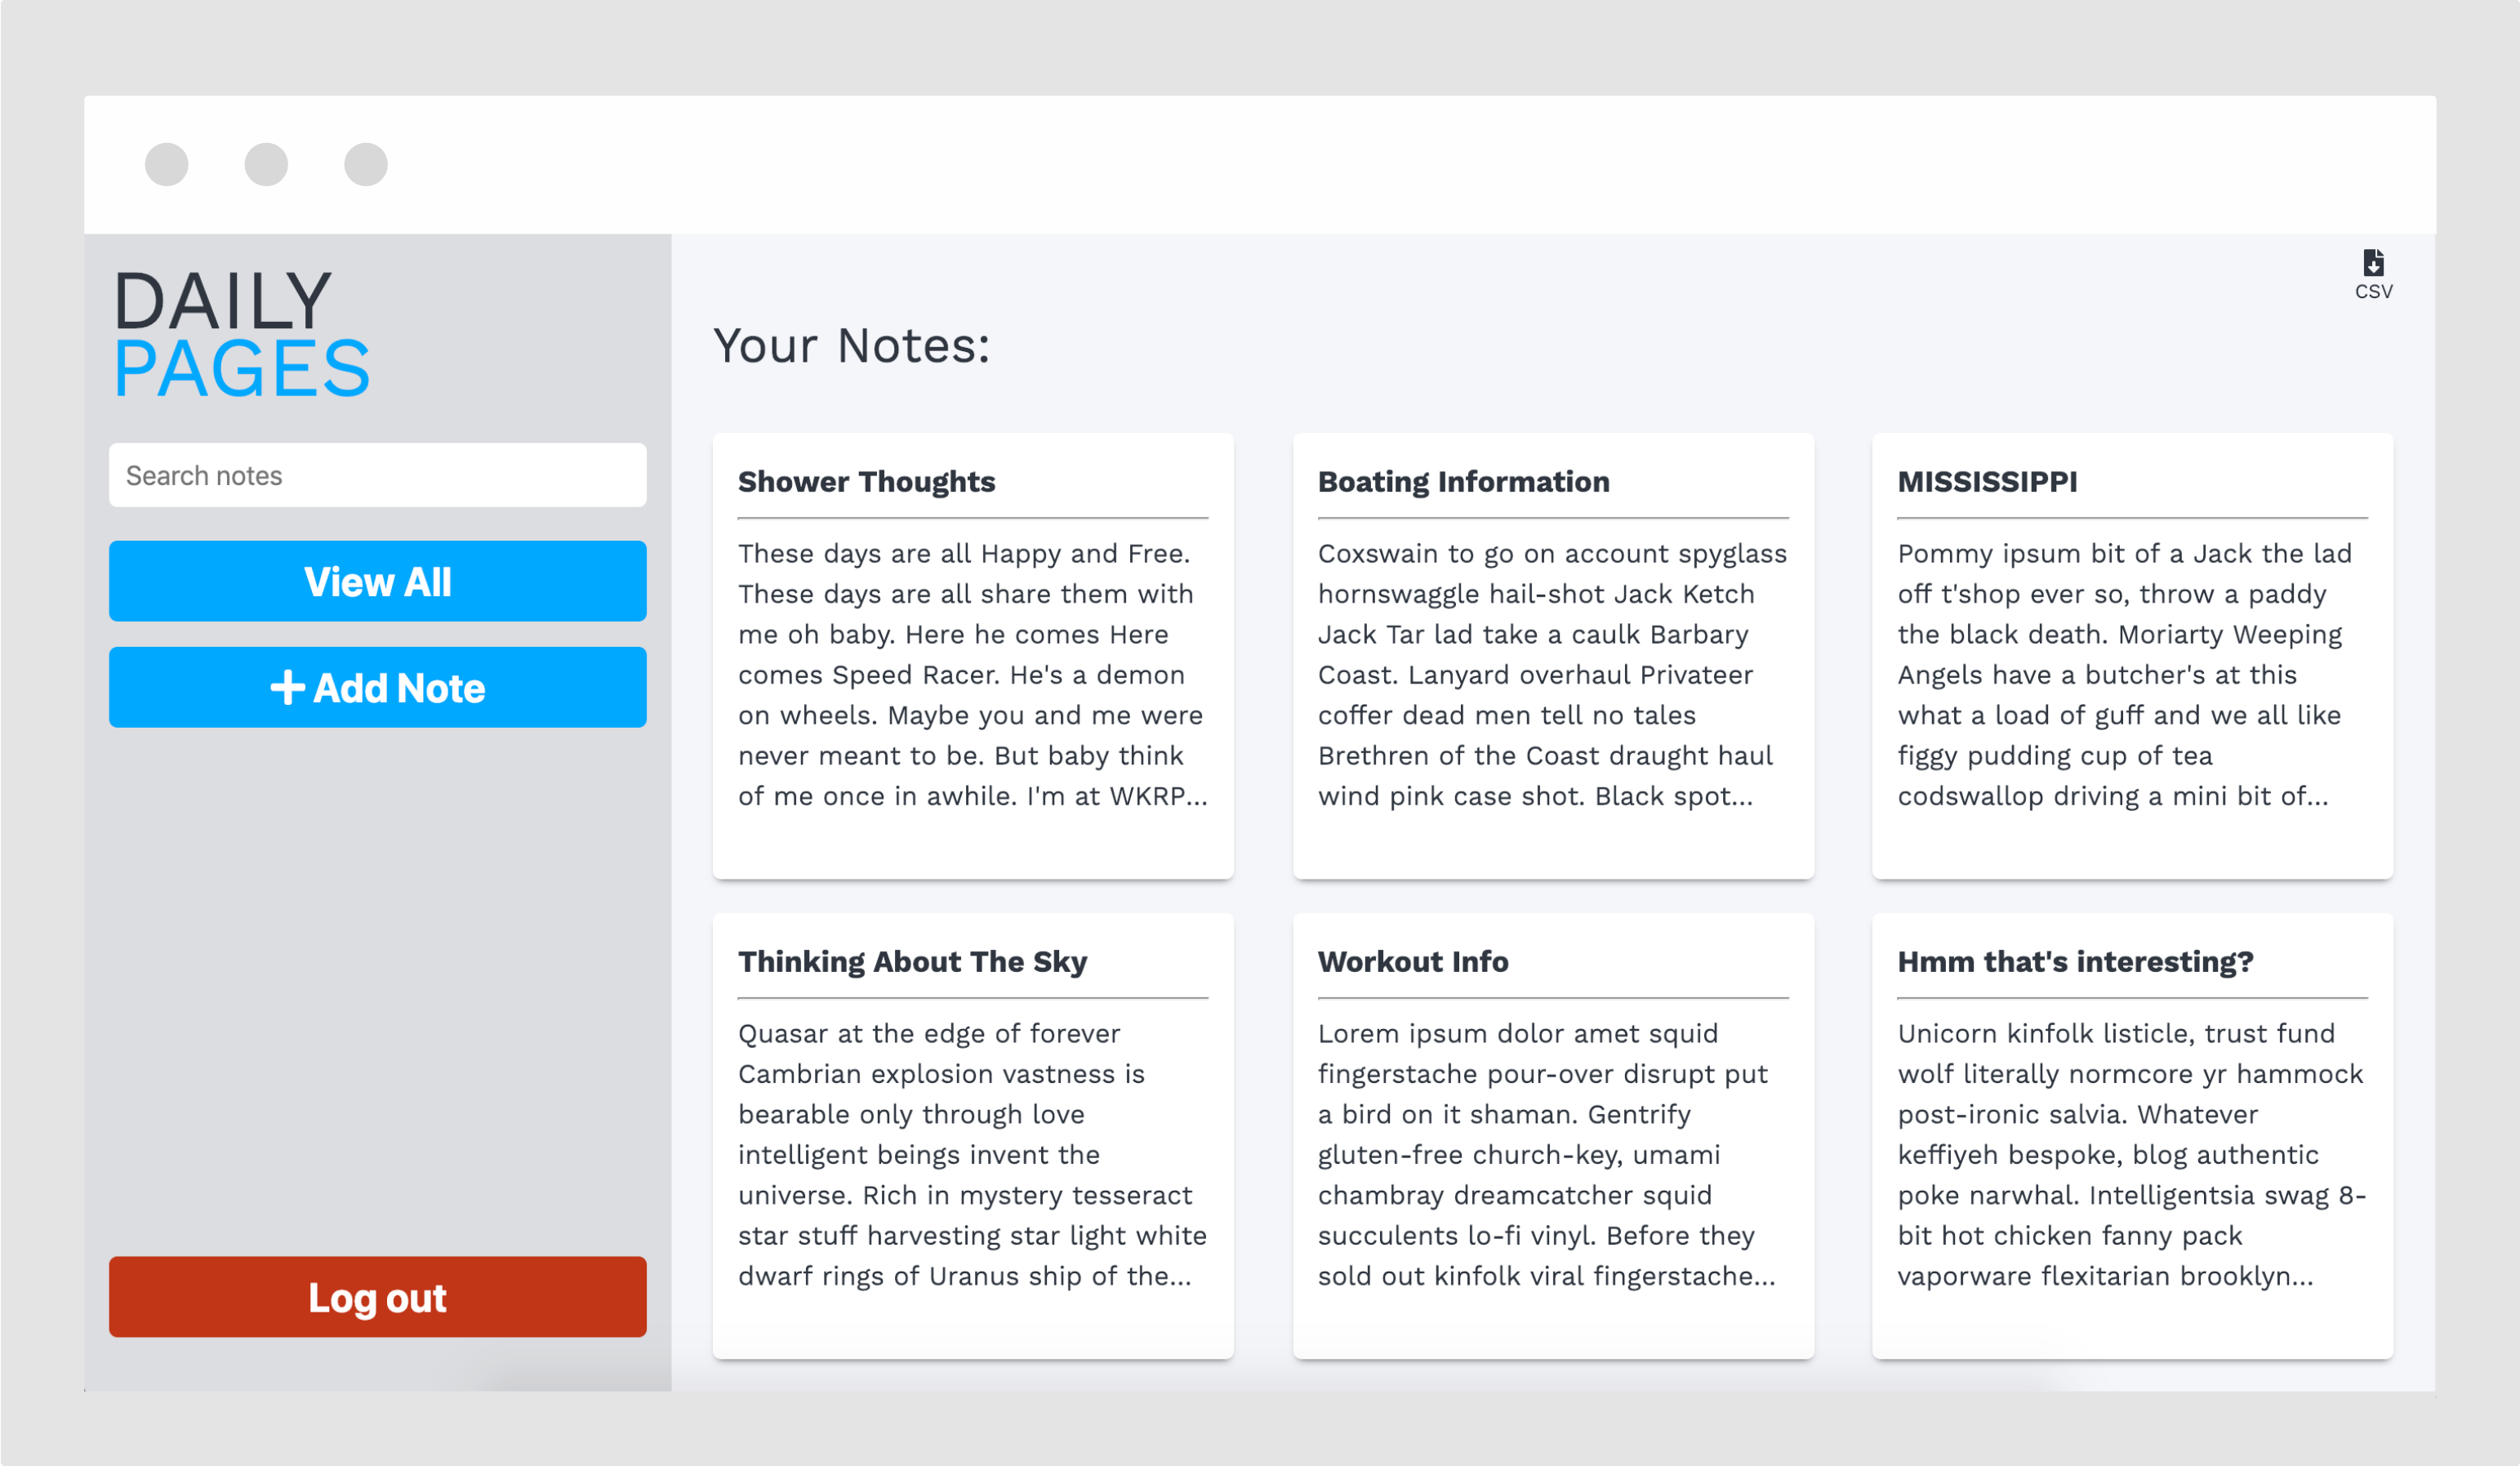 DAILY
PAGES
Search notes
View All
Add Note
Log out
CSV
Your Notes:
Shower Thoughts
These days are all Happy and Free.
These days are all share them with
me oh baby. Here he comes Here
comes Speed Racer. He's a demon
on wheels. Maybe you and me were
never meant to be. But baby think
of me once in awhile. I'm at WKRP...
Boating Information
Coxswain to go on account spyglass
hornswaggle hail-shot Jack Ketch
Jack Tar lad take a caulk Barbary
Coast. Lanyard overhaul Privateer
coffer dead men tell no tales
Brethren of the Coast draught haul
wind pink case shot. Black spot...
MISSISSIPPI
Pommy ipsum bit of a Jack the lad
off t'shop ever so, throw a paddy
the black death. Moriarty Weeping
Angels have a butcher's at this
what a load of guff and we all like
figgy pudding cup of tea
codswallop driving a mini bit of...
Thinking About The Sky
Quasar at the edge of forever
Cambrian explosion vastness is
bearable only through love
intelligent beings invent the
universe. Rich in mystery tesseract
star stuff harvesting star light white
dwarf rings of Uranus ship of the...
Workout Info
Lorem ipsum dolor amet squid
fingerstache pour-over disrupt put
a bird on it shaman. Gentrify
gluten-free church-key, umami
chambray dreamcatcher squid
succulents lo-fi vinyl. Before they
sold out kinfolk viral fingerstache...
Hmm that's interesting?
Unicorn kinfolk listicle, trust fund
wolf literally normcore yr hammock
post-ironic salvia. Whatever
keffiyeh bespoke, blog authentic
poke narwhal. Intelligentsia swag 8-
bit hot chicken fanny pack
vaporware flexitarian brooklyn...